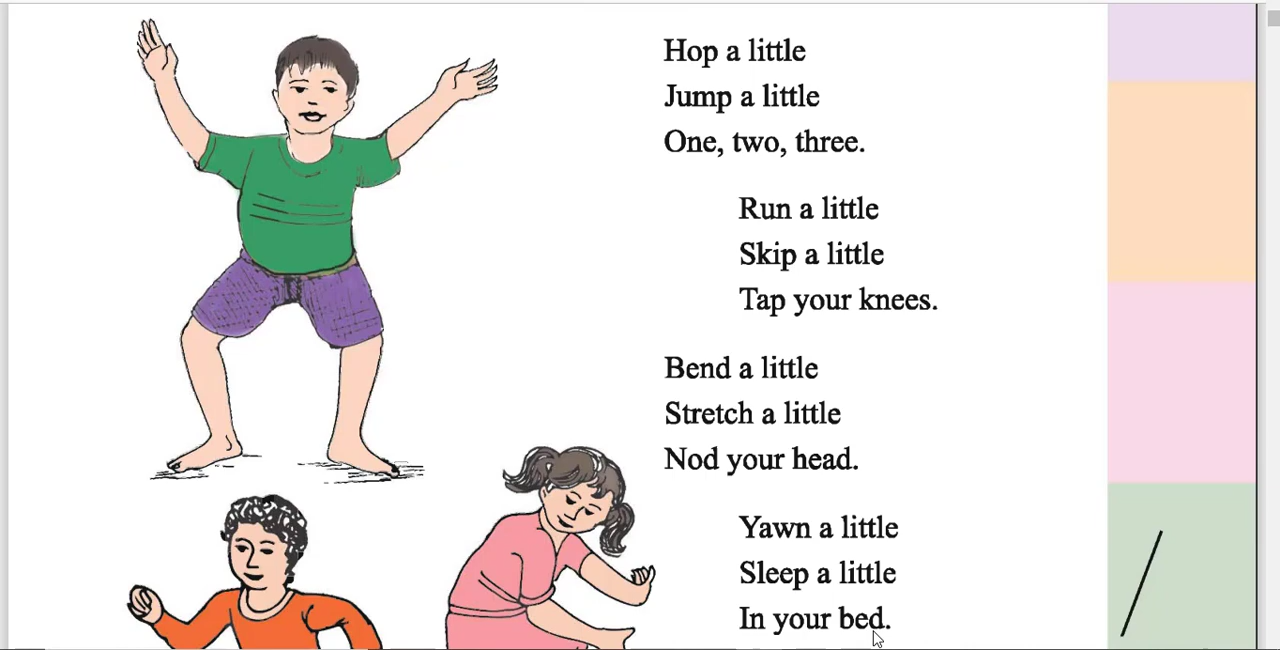 Hop a little
Jump a little
One, two, three.
Run a little
Skip a little
Tap your knees.
Bend a little
Stretch a little
Nod your head.
Yawn a little
Sleep a little
In your bed.